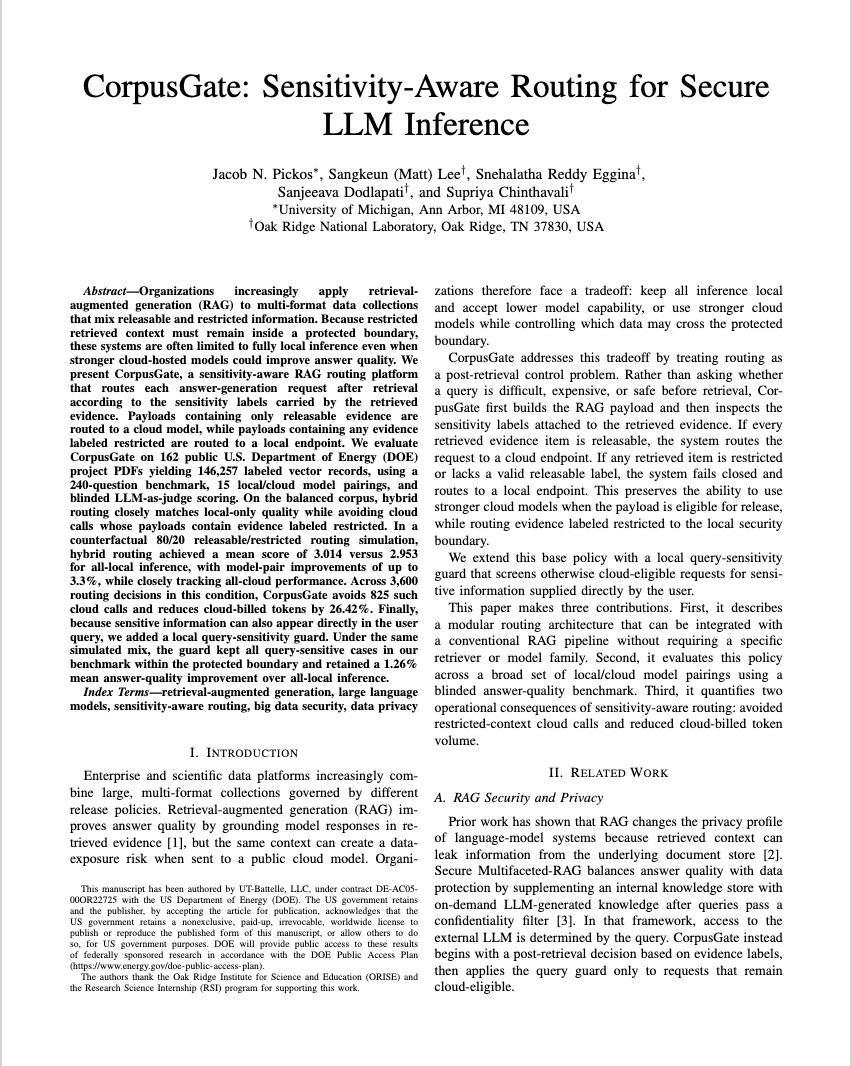 CorpusGate: Sensitivity-Aware Routing for Secure
LLM Inference
Jacob N. Pickos*, Sangkeun (Matt) Lee†, Snehalatha Reddy Eggina†,
Sanjeeva Dodlapati†, and Supriya Chinthavali†
*University of Michigan, Ann Arbor, MI 48109, USA
†Oak Ridge National Laboratory, Oak Ridge, TN 37830, USA
Abstract—Organizations increasingly apply retrieval-
augmented generation (RAG) to multi-format data collections
that mix releasable and restricted information. Because restricted
retrieved context must remain inside a protected boundary,
these systems are often limited to fully local inference even when
stronger cloud-hosted models could improve answer quality. We
present CorpusGate, a sensitivity-aware RAG routing platform
that routes each answer-generation request after retrieval
according to the sensitivity labels carried by the retrieved
evidence. Payloads containing only releasable evidence are
routed to a cloud model, while payloads containing any evidence
labeled restricted are routed to a local endpoint. We evaluate
CorpusGate on 162 public U.S. Department of Energy (DOE)
project PDFs yielding 146,257 labeled vector records, using a
240-question benchmark, 15 local/cloud model pairings, and
blinded LLM-as-judge scoring. On the balanced corpus, hybrid
routing closely matches local-only quality while avoiding cloud
calls whose payloads contain evidence labeled restricted. In a
counterfactual 80/20 releasable/restricted routing simulation,
hybrid routing achieved a mean score of 3.014 versus 2.953
for all-local inference, with model-pair improvements of up to
3.3%, while closely tracking all-cloud performance. Across 3,600
routing decisions in this condition, CorpusGate avoids 825 such
cloud calls and reduces cloud-billed tokens by 26.42%. Finally,
because sensitive information can also appear directly in the user
query, we added a local query-sensitivity guard. Under the same
simulated mix, the guard kept all query-sensitive cases in our
benchmark within the protected boundary and retained a 1.26%
mean answer-quality improvement over all-local inference.
Index Terms—retrieval-augmented generation, large language
models, sensitivity-aware routing, big data security, data privacy
I. INTRODUCTION
Enterprise and scientific data platforms increasingly com-
bine large, multi-format collections governed by different
release policies. Retrieval-augmented generation (RAG) im-
proves answer quality by grounding model responses in re-
trieved evidence [1], but the same context can create a data-
exposure risk when sent to a public cloud model. Organi-
This manuscript has been authored by UT-Battelle, LLC, under contract DE-AC05-
00OR22725 with the US Department of Energy (DOE). The US government retains
and the publisher, by accepting the article for publication, acknowledges that the
US government retains a nonexclusive, paid-up, irrevocable, worldwide license to
publish or reproduce the published form of this manuscript, or allow others to do
so, for US government purposes. DOE will provide public access to these results
of federally sponsored research in accordance with the DOE Public Access Plan
(https://www.energy.gov/doe-public-access-plan).
The authors thank the Oak Ridge Institute for Science and Education (ORISE) and
the Research Science Internship (RSI) program for supporting this work.
zations therefore face a tradeoff: keep all inference local
and accept lower model capability, or use stronger cloud
models while controlling which data may cross the protected
boundary.
CorpusGate addresses this tradeoff by treating routing as
a post-retrieval control problem. Rather than asking whether
a query is difficult, expensive, or safe before retrieval, Cor-
pusGate first builds the RAG payload and then inspects the
sensitivity labels attached to the retrieved evidence. If every
retrieved evidence item is releasable, the system routes the
request to a cloud endpoint. If any retrieved item is restricted
or lacks a valid releasable label, the system fails closed and
routes to a local endpoint. This preserves the ability to use
stronger cloud models when the payload is eligible for release,
while routing evidence labeled restricted to the local security
boundary.
We extend this base policy with a local query-sensitivity
guard that screens otherwise cloud-eligible requests for sensi-
tive information supplied directly by the user.
This paper makes three contributions. First, it describes
a modular routing architecture that can be integrated with
a conventional RAG pipeline without requiring a specific
retriever or model family. Second, it evaluates this policy
across a broad set of local/cloud model pairings using a
blinded answer-quality benchmark. Third, it quantifies two
operational consequences of sensitivity-aware routing: avoided
restricted-context cloud calls and reduced cloud-billed token
volume.
II. RELATED WORK
A. RAG Security and Privacy
Prior work has shown that RAG changes the privacy profile
of language-model systems because retrieved context can
leak information from the underlying document store [2].
Secure Multifaceted-RAG balances answer quality with data
protection by supplementing an internal knowledge store with
on-demand LLM-generated knowledge after queries pass a
confidentiality filter [3]. In that framework, access to the
external LLM is determined by the query. CorpusGate instead
begins with a post-retrieval decision based on evidence labels,
then applies the query guard only to requests that remain
cloud-eligible.